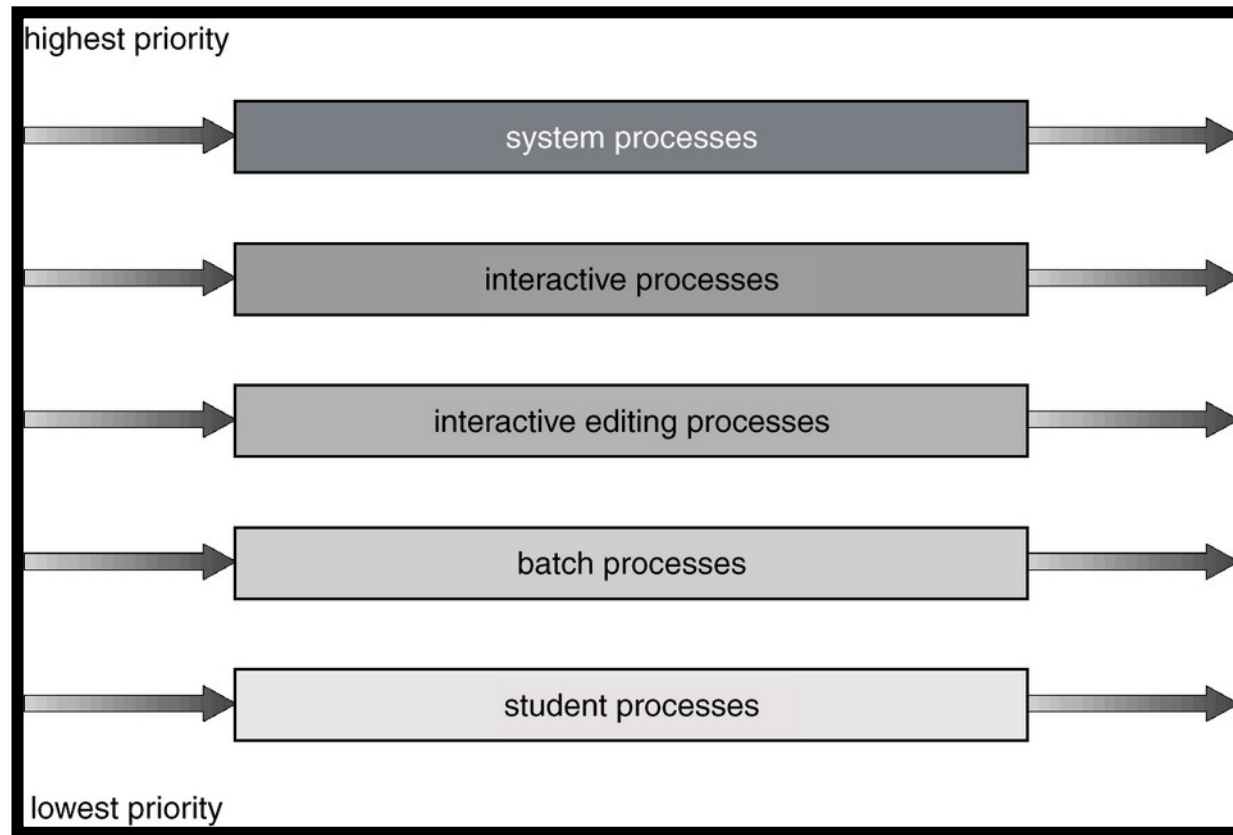 highest priority
system processes
interactive processes
interactive editing processes
batch processes
student processes
lowest priority